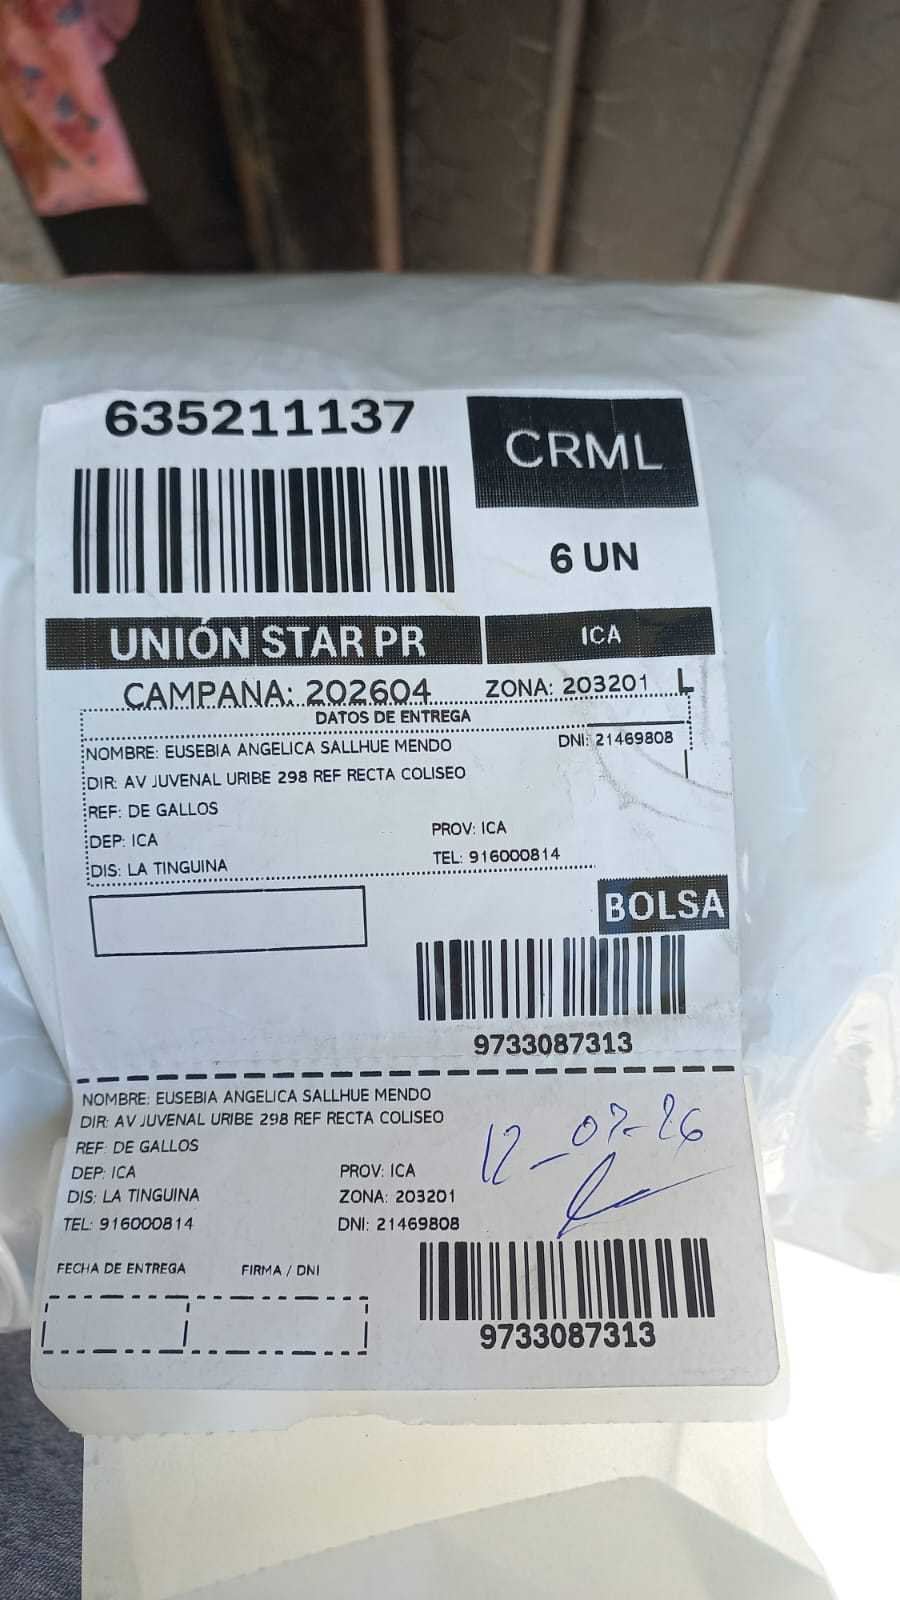 635211137
CRML
6 UN
UNIÓN STAR PR
ICA
CAMPANA: 202604
ZONA: 203201 L
DATOS DE ENTREGA
NOMBRE: EUSEBIA ANGELICA SALLHUE MENDO
DNI: 21469808
DIR: AV JUVENAL URIBE 298 REF RECTA COLISEO
REF: DE GALLOS
DEP: ICA
PROV: ICA
DIS: LA TINGUINA
TEL: 916000814
BOLSA
9733087313
NOMBRE: EUSEBIA ANGELICA SALLHUE MENDO
DIR: AV JUVENAL URIBE 298 REF RECTA COLISEO
REF: DE GALLOS
12-07-26
DEP: ICA
PROV: ICA
DIS: LA TINGUINA
ZONA: 203201
TEL: 916000814
DNI: 21469808
FECHA DE ENTREGA
FIRMA / DNI
9733087313